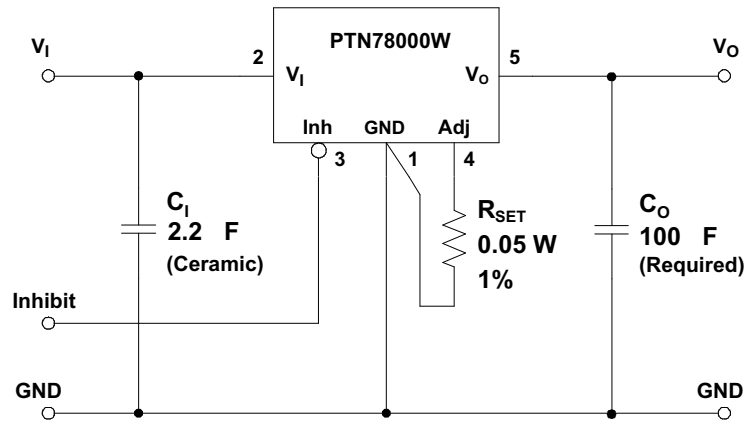 PTN78000W
V_I
2
V_I
V_O
5
V_O
Inh
GND
Adj
3
1
4
C_I
2.2 F
(Ceramic)
R_SET
0.05 W
1%
C_O
100 F
(Required)
Inhibit
GND
GND